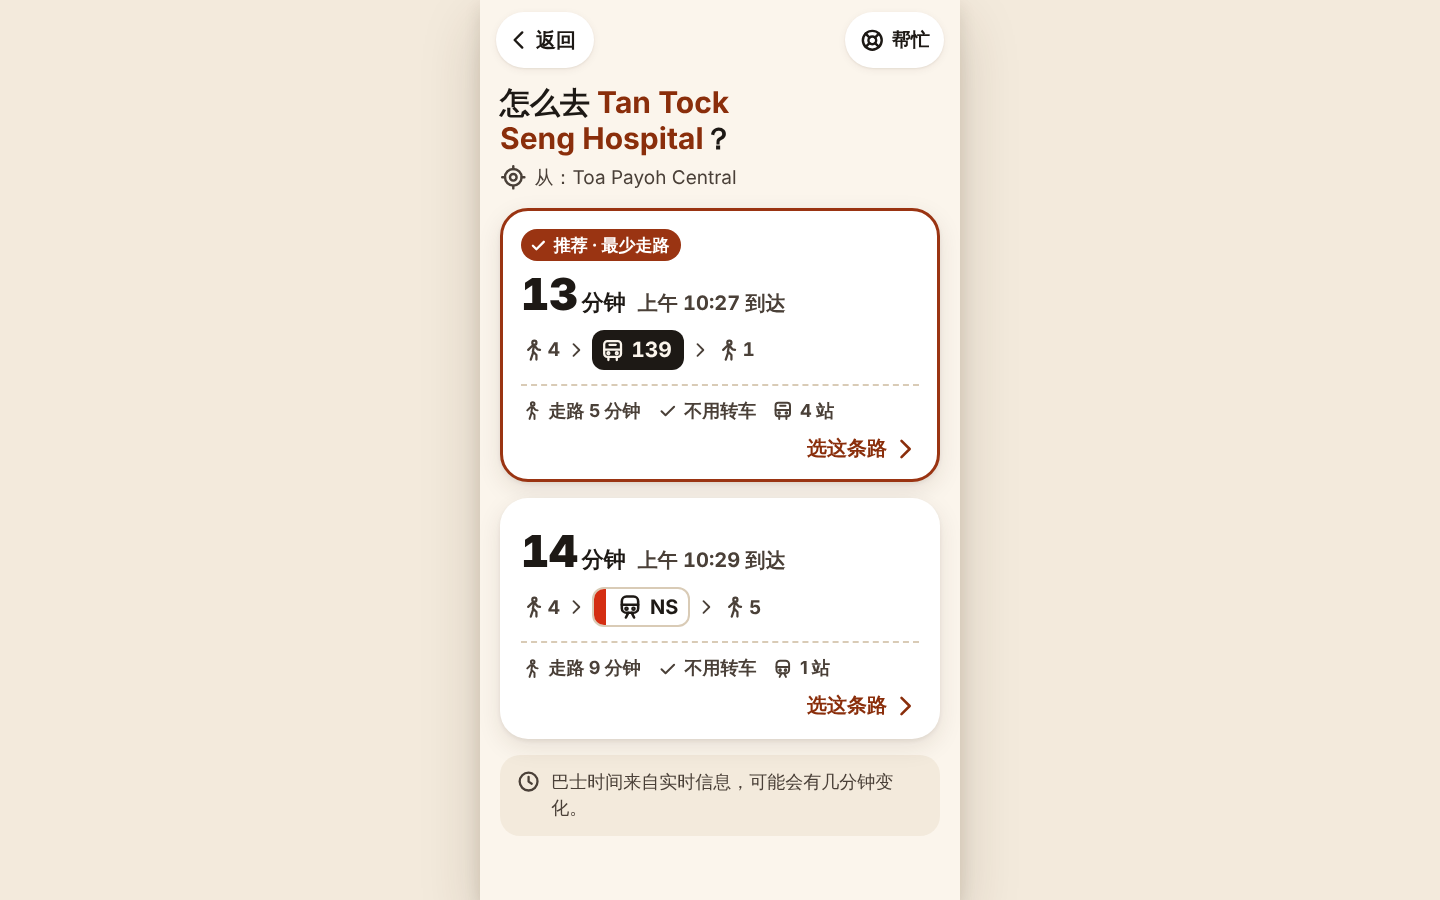 返回
帮忙
怎么去 Tan Tock
Seng Hospital？
从：Toa Payoh Central
推荐 · 最少走路
13 分钟 上午 10:27 到达
4 139 1
走路 5 分钟 不用转车 4 站
选这条路
14 分钟 上午 10:29 到达
4 NS 5
走路 9 分钟 不用转车 1 站
选这条路
巴士时间来自实时信息，可能会有几分钟变
化。